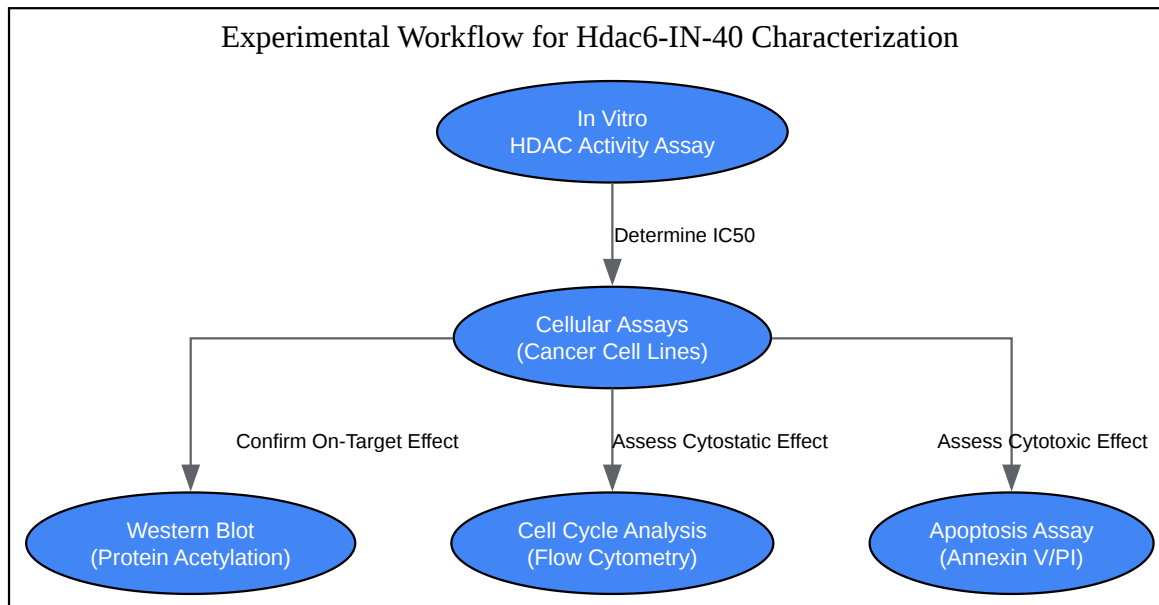 Experimental Workflow for Hdac6-IN-40 Characterization
In Vitro
HDAC Activity Assay
Determine IC50
Cellular Assays
(Cancer Cell Lines)
Confirm On-Target Effect
Assess Cytostatic Effect
Assess Cytotoxic Effect
Western Blot
(Protein Acetylation)
Cell Cycle Analysis
(Flow Cytometry)
Apoptosis Assay
(Annexin V/PI)